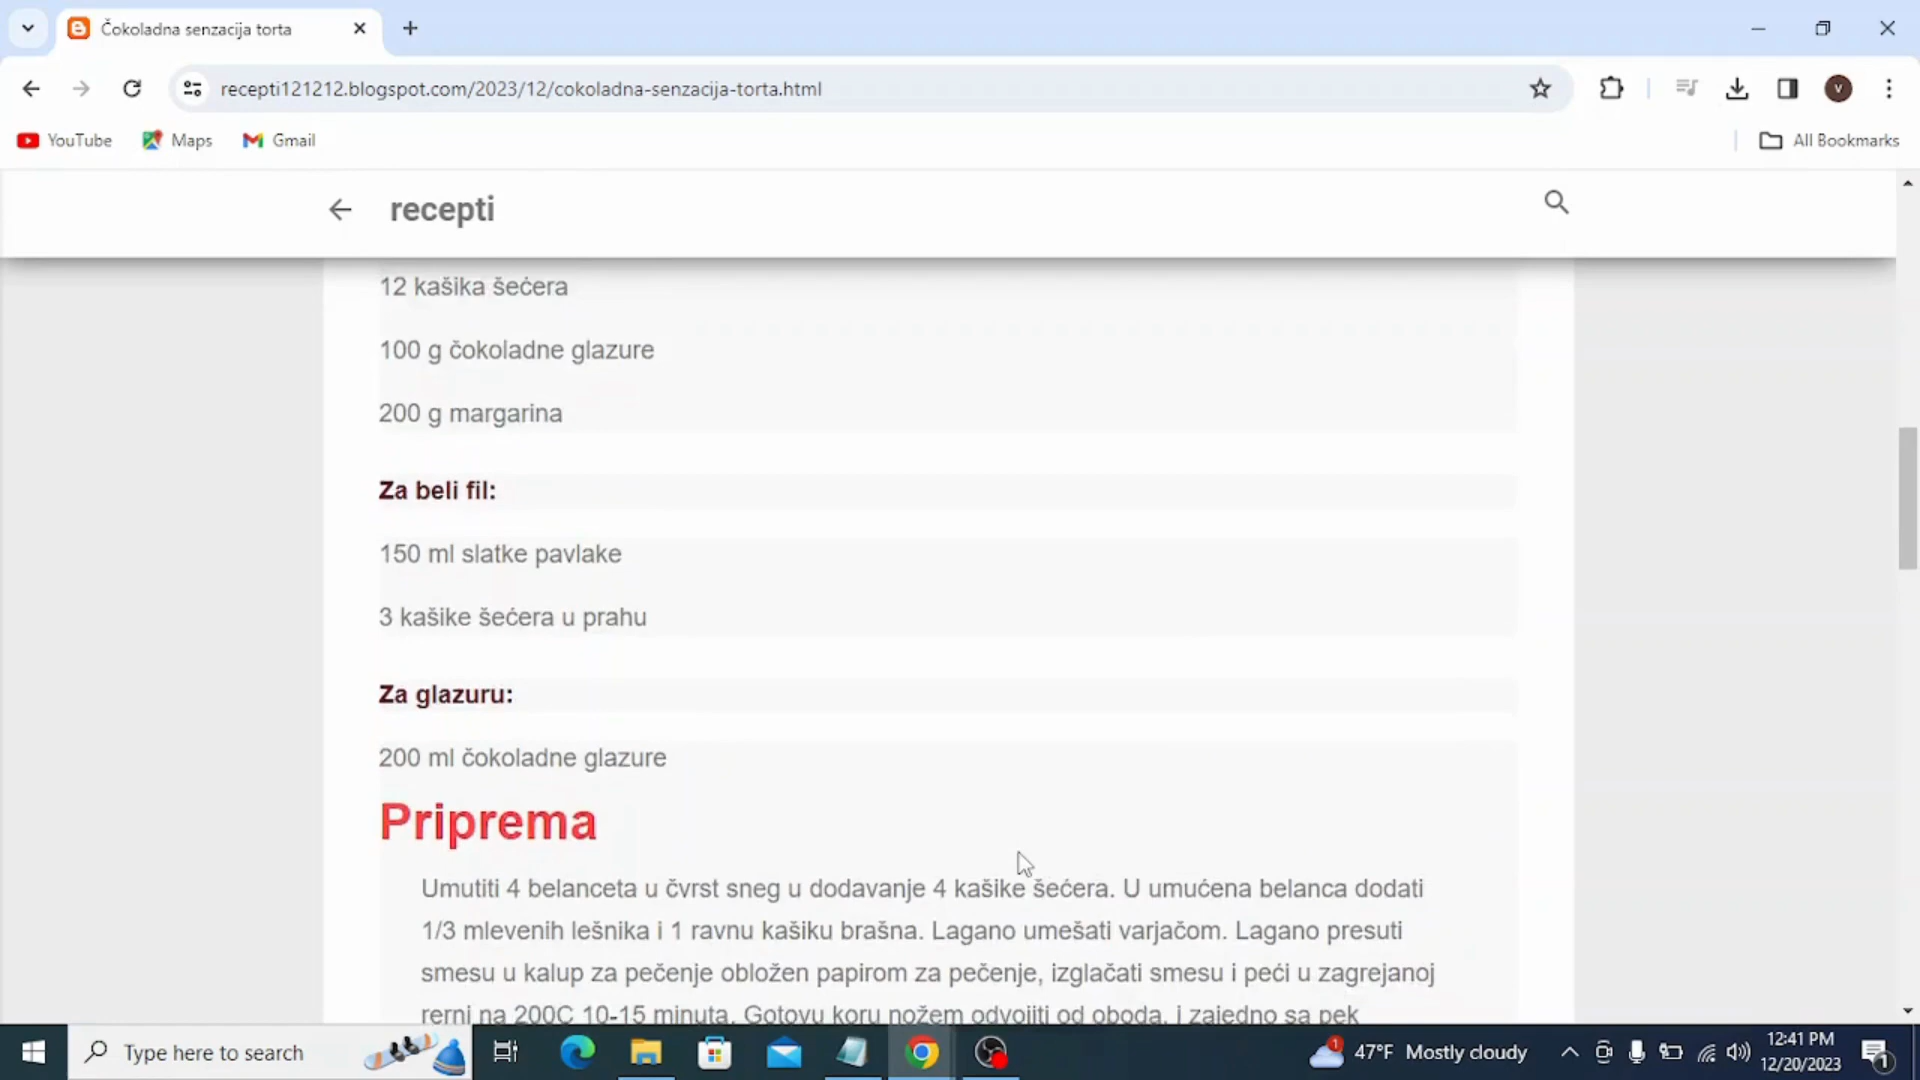 Čokoladna senzacija torta
recepti121212.blogspot.com/2023/12/cokoladna-senzacija-torta.html
V
YouTube
Maps
Gmail
All Bookmarks
recepti
12 kašika šećera
100 g čokoladne glazure
200 g margarina
Za beli fil:
150 ml slatke pavlake
3 kašike šećera u prahu
Za glazuru:
200 ml čokoladne glazure
Priprema
Umutiti 4 belanceta u čvrst sneg u dodavanje 4 kašike šećera. U umućena belanca dodati
1/3 mlevenih lešnika i 1 ravnu kašiku brašna. Lagano umešati varjačom. Lagano presuti
smesu u kalup za pečenje obložen papirom za pečenje, izglačati smesu i peći u zagrejanoj
rerni na 200C 10-15 minuta. Gotovu koru nožem odvojiti od oboda, i zajedno sa pek
Type here to search
1
47°F Mostly cloudy
12:41 PM
12/20/2023
1